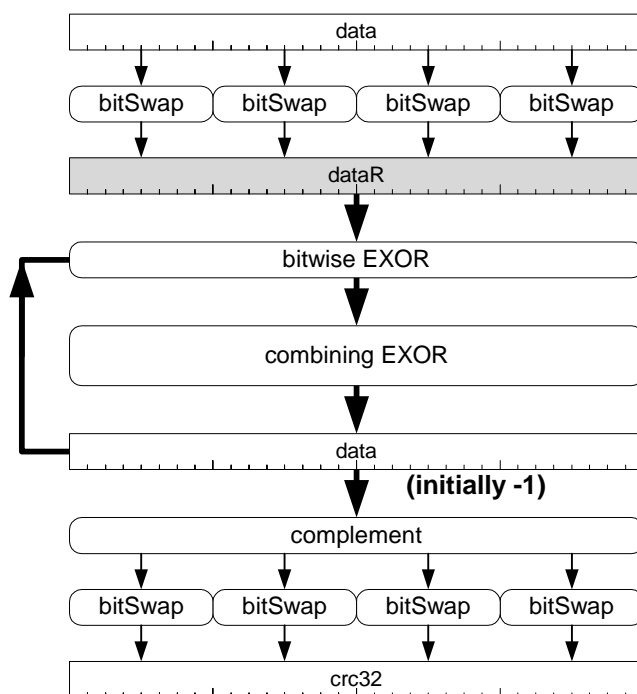 data
bitSwap bitSwap bitSwap bitSwap
dataR
bitwise EXOR
combining EXOR
data
(initially -1)
complement
bitSwap bitSwap bitSwap bitSwap
crc32